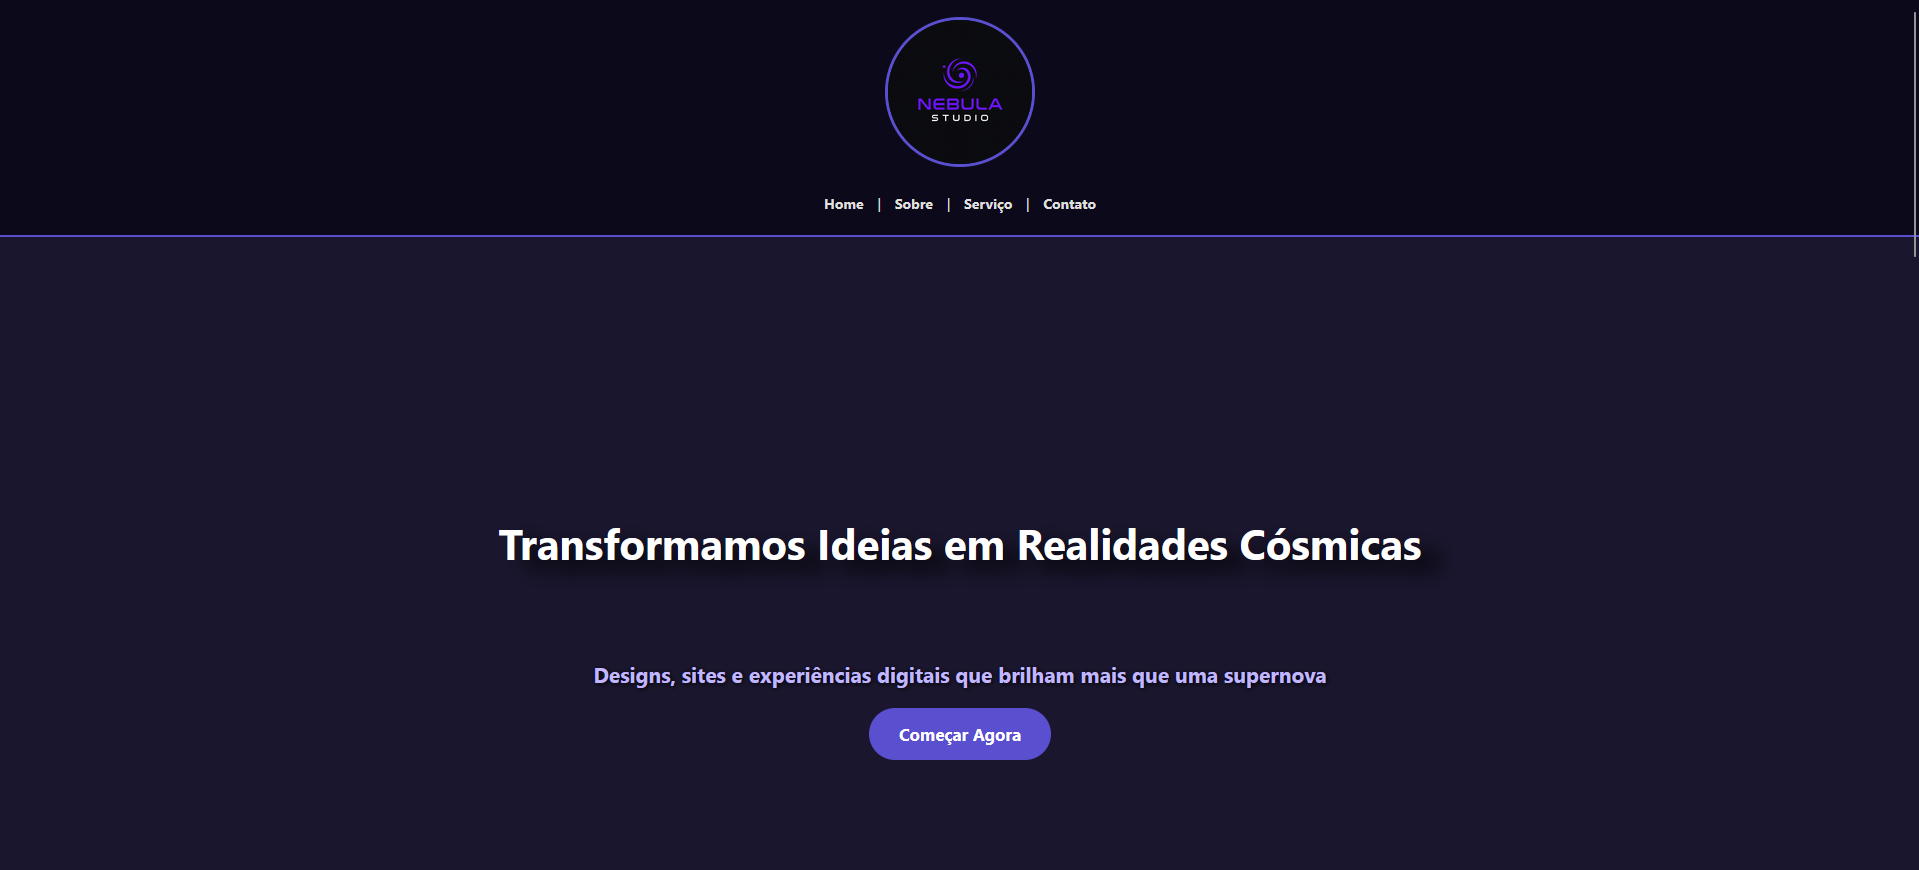 NEBULA
STUDIO
Home | Sobre | Serviço | Contato
Transformamos Ideias em Realidades Cósmicas
Designs, sites e experiências digitais que brilham mais que uma supernova
Começar Agora